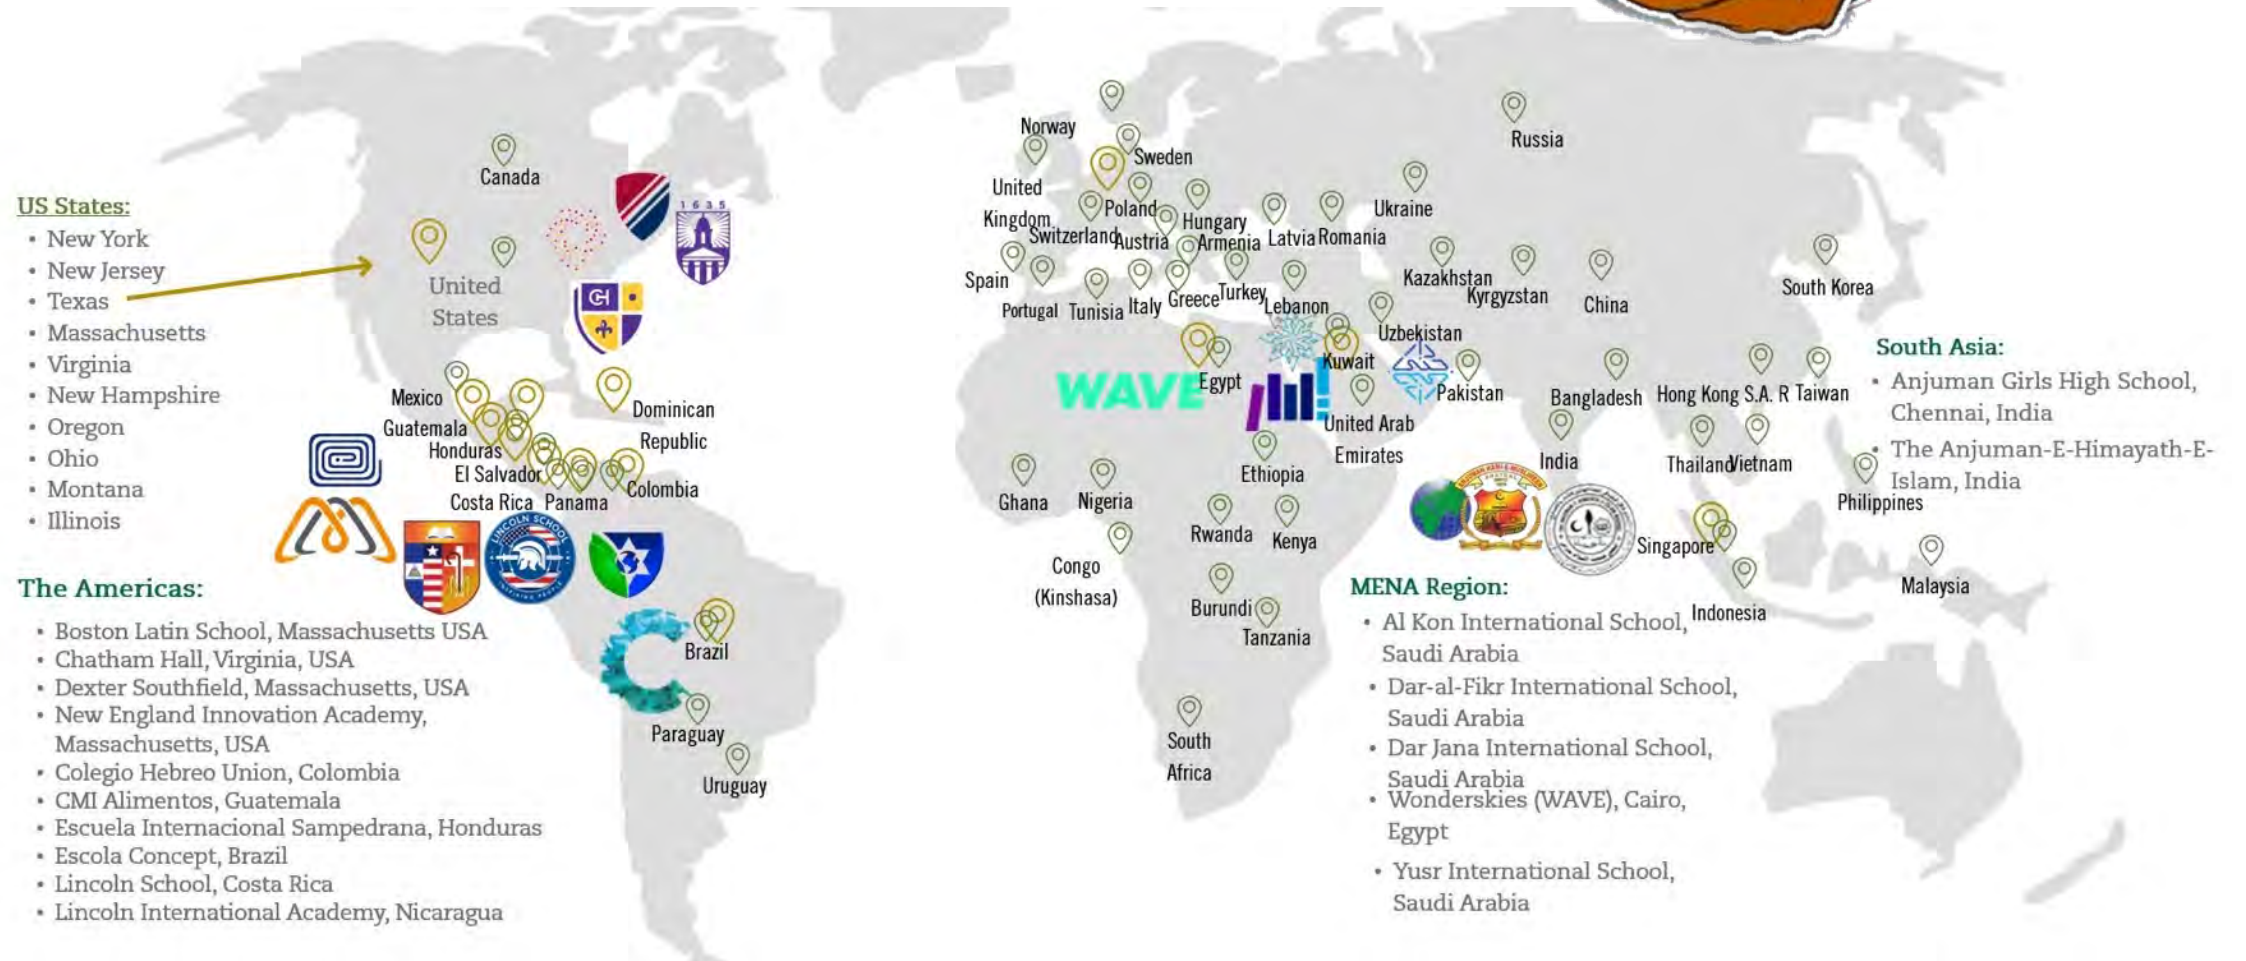 US States:
• New York
• New Jersey
• Texas
• Massachusetts
• Virginia
• New Hampshire
• Oregon
• Ohio
• Montana
• Illinois
The Americas:
• Boston Latin School, Massachusetts USA
• Chatham Hall, Virginia, USA
• Dexter Southfield, Massachusetts, USA
• New England Innovation Academy,
Massachusetts, USA
• Colegio Hebreo Union, Colombia
• CMI Alimentos, Guatemala
• Escuela Internacional Sampedrana, Honduras
• Escola Concept, Brazil
• Lincoln School, Costa Rica
• Lincoln International Academy, Nicaragua
Canada
United
States
1635
CH
Mexico
Guatemala
Honduras
El Salvador
Costa Rica
Panama
Colombia
Dominican
Republic
LINCOLN SCHOOL
INSPIRING PEOPLE
Brazil
Paraguay
Uruguay
Norway
Sweden
United
Kingdom
Poland
Switzerland
Austria
Hungary
Armenia
Latvia
Romania
Ukraine
Russia
Spain
Portugal
Tunisia
Italy
Greece
Turkey
Lebanon
Kazakhstan
Kyrgyzstan
China
South Korea
Uzbekistan
Kuwait
Egypt
WAVE
United Arab
Emirates
Pakistan
Bangladesh
Hong Kong S.A. R
Taiwan
India
Thailand
Vietnam
Philippines
Singapore
Indonesia
Malaysia
Ghana
Nigeria
Ethiopia
Rwanda
Kenya
Congo
(Kinshasa)
Burundi
Tanzania
South
Africa
South Asia:
• Anjuman Girls High School,
Chennai, India
• The Anjuman-E-Himayath-E-
Islam, India
MENA Region:
• Al Kon International School,
Saudi Arabia
• Dar-al-Fikr International School,
Saudi Arabia
• Dar Jana International School,
Saudi Arabia
• Wonderskies (WAVE), Cairo,
Egypt
• Yusr International School,
Saudi Arabia